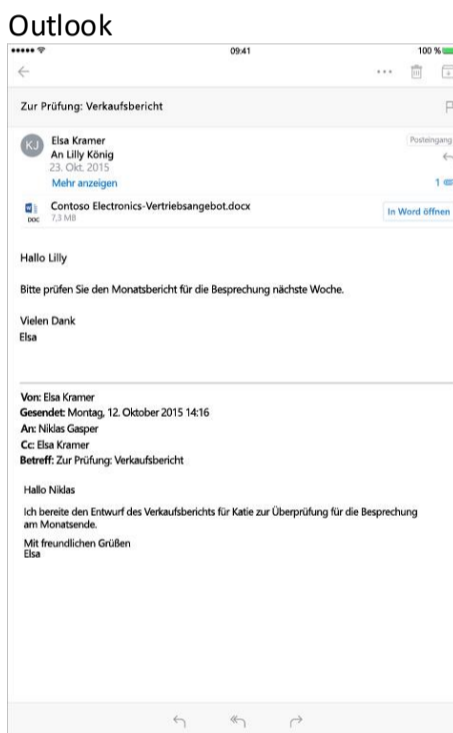 Outlook
09:41
100 %
Zur Prüfung: Verkaufsbericht
KJ
Elsa Kramer
Posteingang
An Lilly König
23. Okt. 2015
Mehr anzeigen
1
Contoso Electronics-Vertriebsangebot.docx
In Word öffnen
DOC
7,3 MB
Hallo Lilly
Bitte prüfen Sie den Monatsbericht für die Besprechung nächste Woche.
Vielen Dank
Elsa
Von: Elsa Kramer
Gesendet: Montag, 12. Oktober 2015 14:16
An: Niklas Gasper
Cc: Elsa Kramer
Betreff: Zur Prüfung: Verkaufsbericht
Hallo Niklas
Ich bereite den Entwurf des Verkaufsberichts für Katie zur Überprüfung für die Besprechung
am Monatsende.
Mit freundlichen Grüßen
Elsa